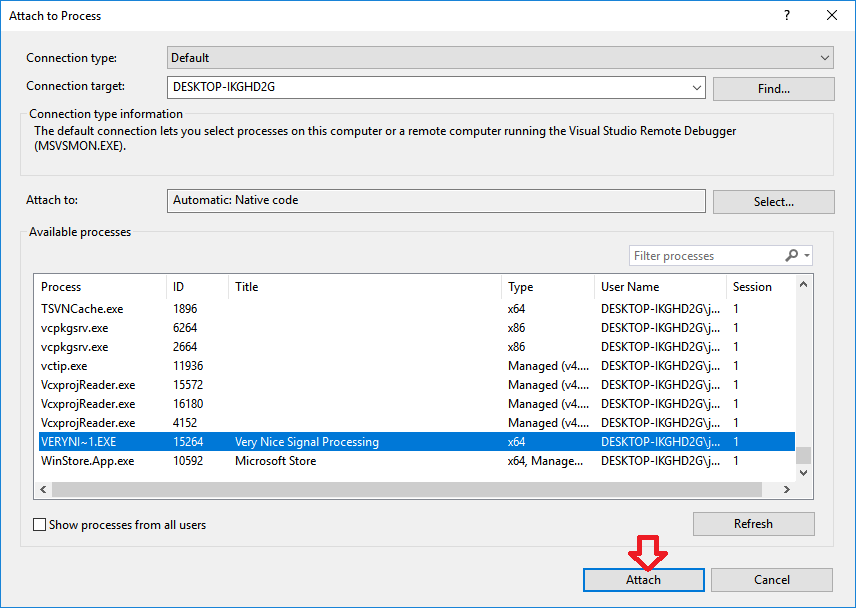 Attach to Process
?
Connection type: Default
Connection target: DESKTOP-IKGHD2G Find...
Connection type information
The default connection lets you select processes on this computer or a remote computer running the Visual Studio Remote Debugger
(MSVSMON.EXE).
Attach to: Automatic: Native code Select...
Available processes
Filter processes
Process ID Title Type User Name Session
TSVNCache.exe 1896 x64 DESKTOP-IKGHD2G\j... 1
vcpkgsrv.exe 6264 x86 DESKTOP-IKGHD2G\j... 1
vcpkgsrv.exe 2664 x86 DESKTOP-IKGHD2G\j... 1
vctip.exe 11936 Managed (v4.... DESKTOP-IKGHD2G\j... 1
VcxprojReader.exe 15572 Managed (v4.... DESKTOP-IKGHD2G\j... 1
VcxprojReader.exe 16180 Managed (v4.... DESKTOP-IKGHD2G\j... 1
VcxprojReader.exe 4152 Managed (v4.... DESKTOP-IKGHD2G\j... 1
VERYNI~1.EXE 15264 Very Nice Signal Processing x64 DESKTOP-IKGHD2G\j... 1
WinStore.App.exe 10592 Microsoft Store x64, Manage... DESKTOP-IKGHD2G\j... 1
Show processes from all users Refresh
Attach Cancel